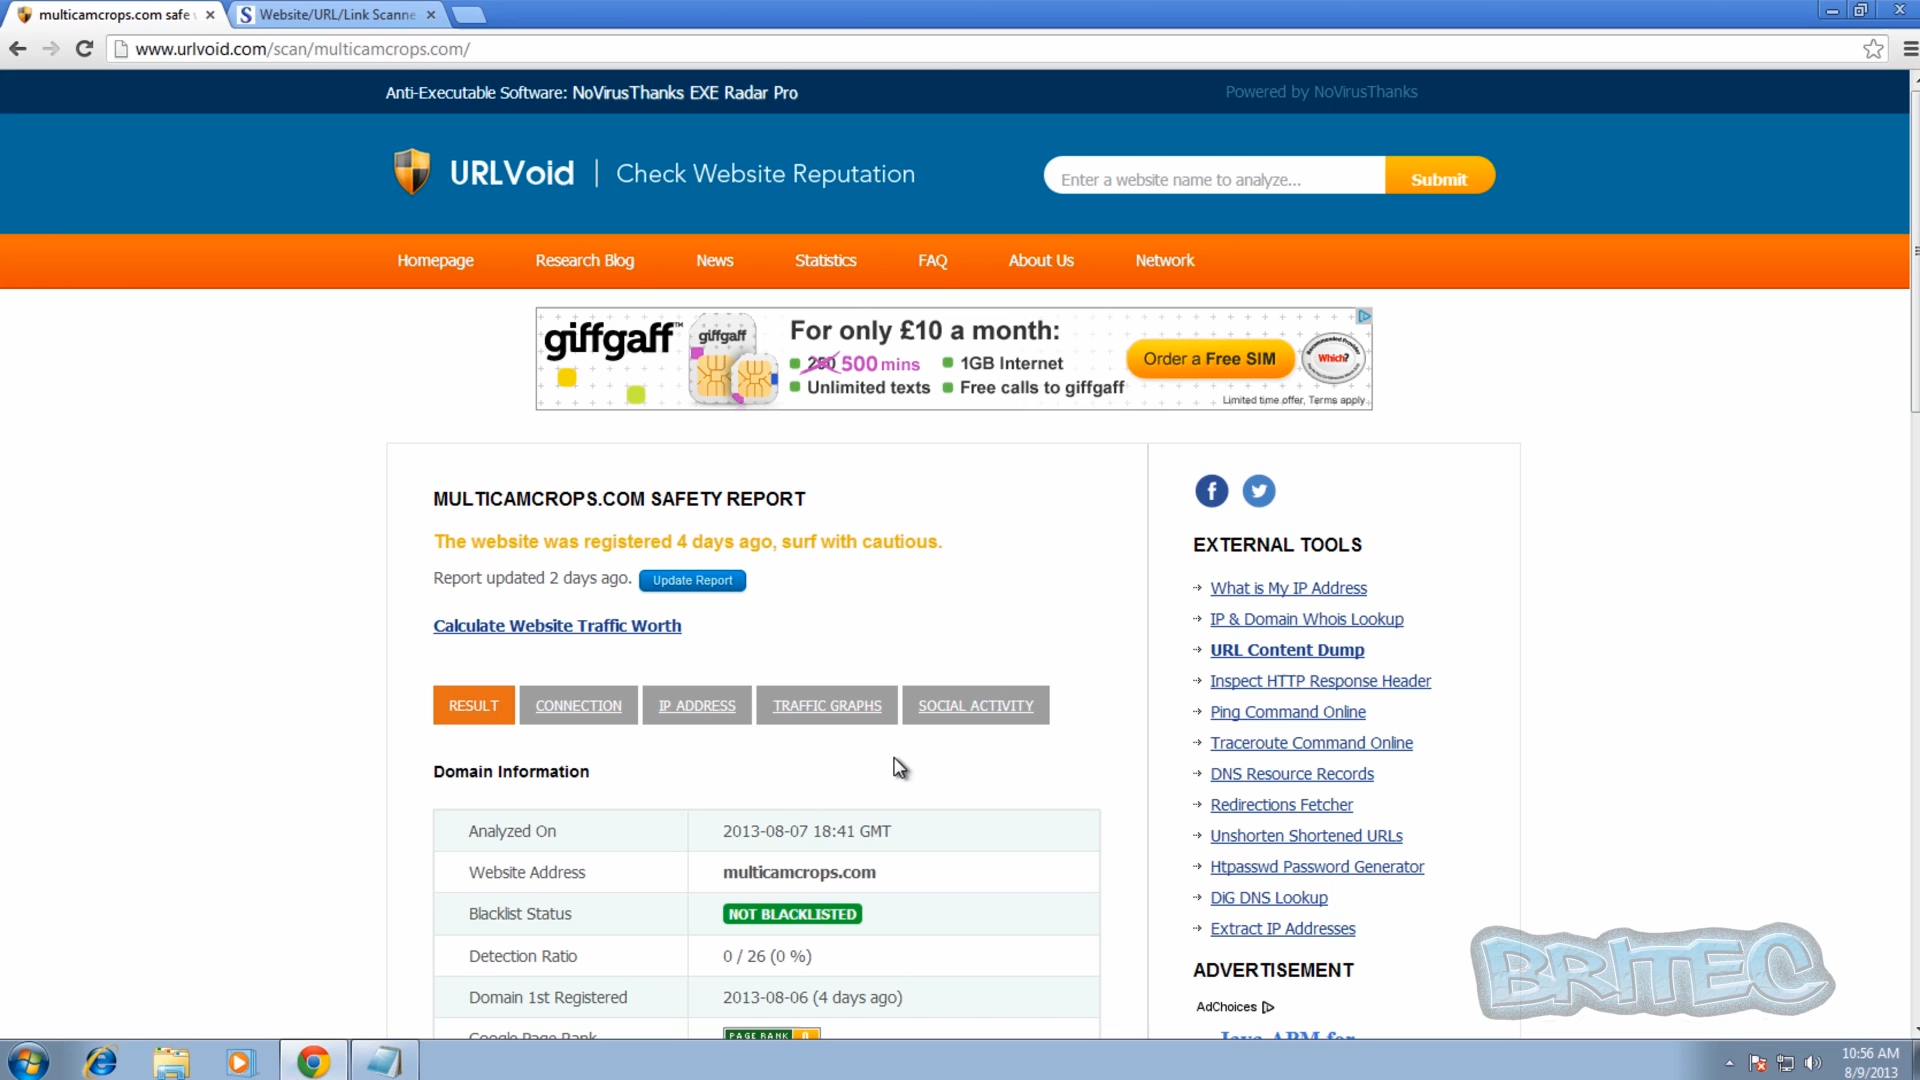 multicamcrops.com safe
Website/URL/Link Scanne
www.urlvoid.com/scan/multicamcrops.com/
Anti-Executable Software: NoVirusThanks EXE Radar Pro
Powered by NoVirusThanks
URLVoid | Check Website Reputation
Enter a website name to analyze...
Submit
Homepage
Research Blog
News
Statistics
FAQ
About Us
Network
giffgaff™
giffgaff
For only £10 a month:
250 500 mins
1GB Internet
Unlimited texts
Free calls to giffgaff
Order a Free SIM
Recommended Provider
Which?
Limited time offer, Terms apply
MULTICAMCROPS.COM SAFETY REPORT
The website was registered 4 days ago, surf with cautious.
Report updated 2 days ago.
Update Report
Calculate Website Traffic Worth
RESULT
CONNECTION
IP ADDRESS
TRAFFIC GRAPHS
SOCIAL ACTIVITY
Domain Information
Analyzed On
2013-08-07 18:41 GMT
Website Address
multicamcrops.com
Blacklist Status
NOT BLACKLISTED
Detection Ratio
0 / 26 (0 %)
Domain 1st Registered
2013-08-06 (4 days ago)
Google Page Rank
PAGE RANK 0
EXTERNAL TOOLS
What is My IP Address
IP & Domain Whois Lookup
URL Content Dump
Inspect HTTP Response Header
Ping Command Online
Traceroute Command Online
DNS Resource Records
Redirections Fetcher
Unshorten Shortened URLs
Htpasswd Password Generator
DiG DNS Lookup
Extract IP Addresses
ADVERTISEMENT
AdChoices
Java APM for
BRITEC
10:56 AM
8/9/2013